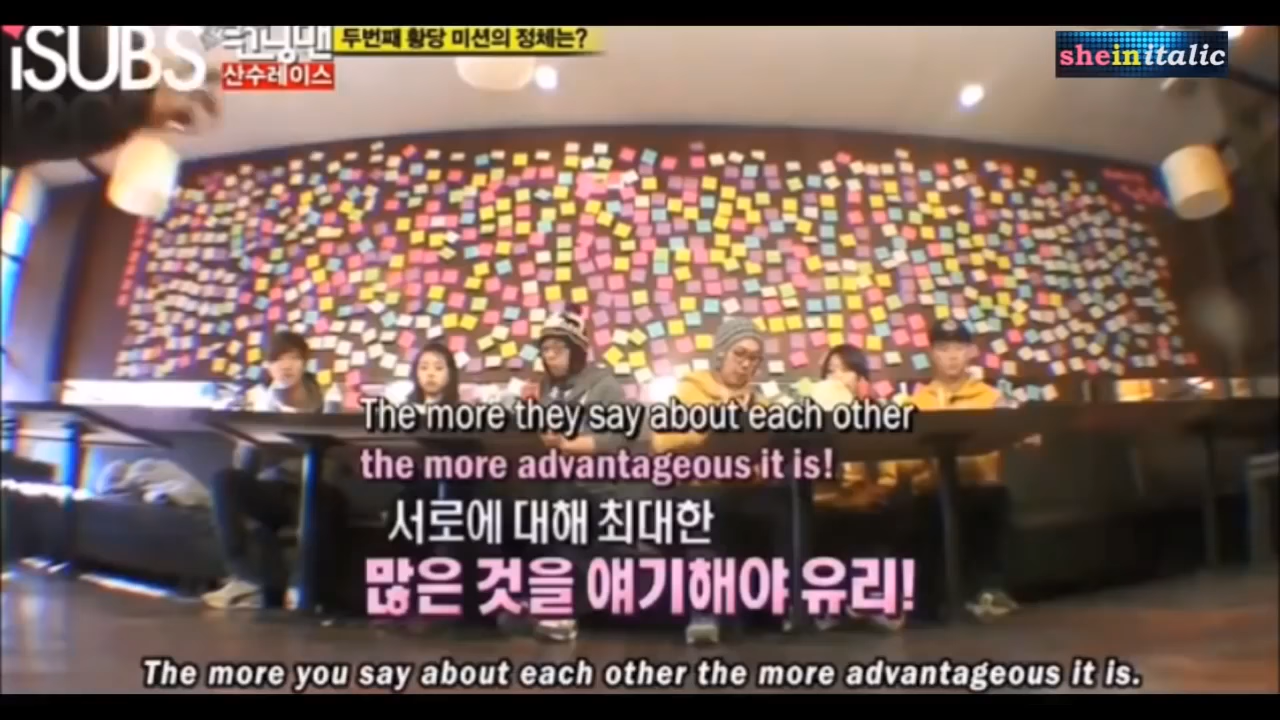 iSUBS
런닝맨
두번째 황당 미션의 정체는?
산수레이스
sheinitalic
The more they say about each other
the more advantageous it is!
서로에 대해 최대한
많은 것을 얘기해야 유리!
The more you say about each other the more advantageous it is.